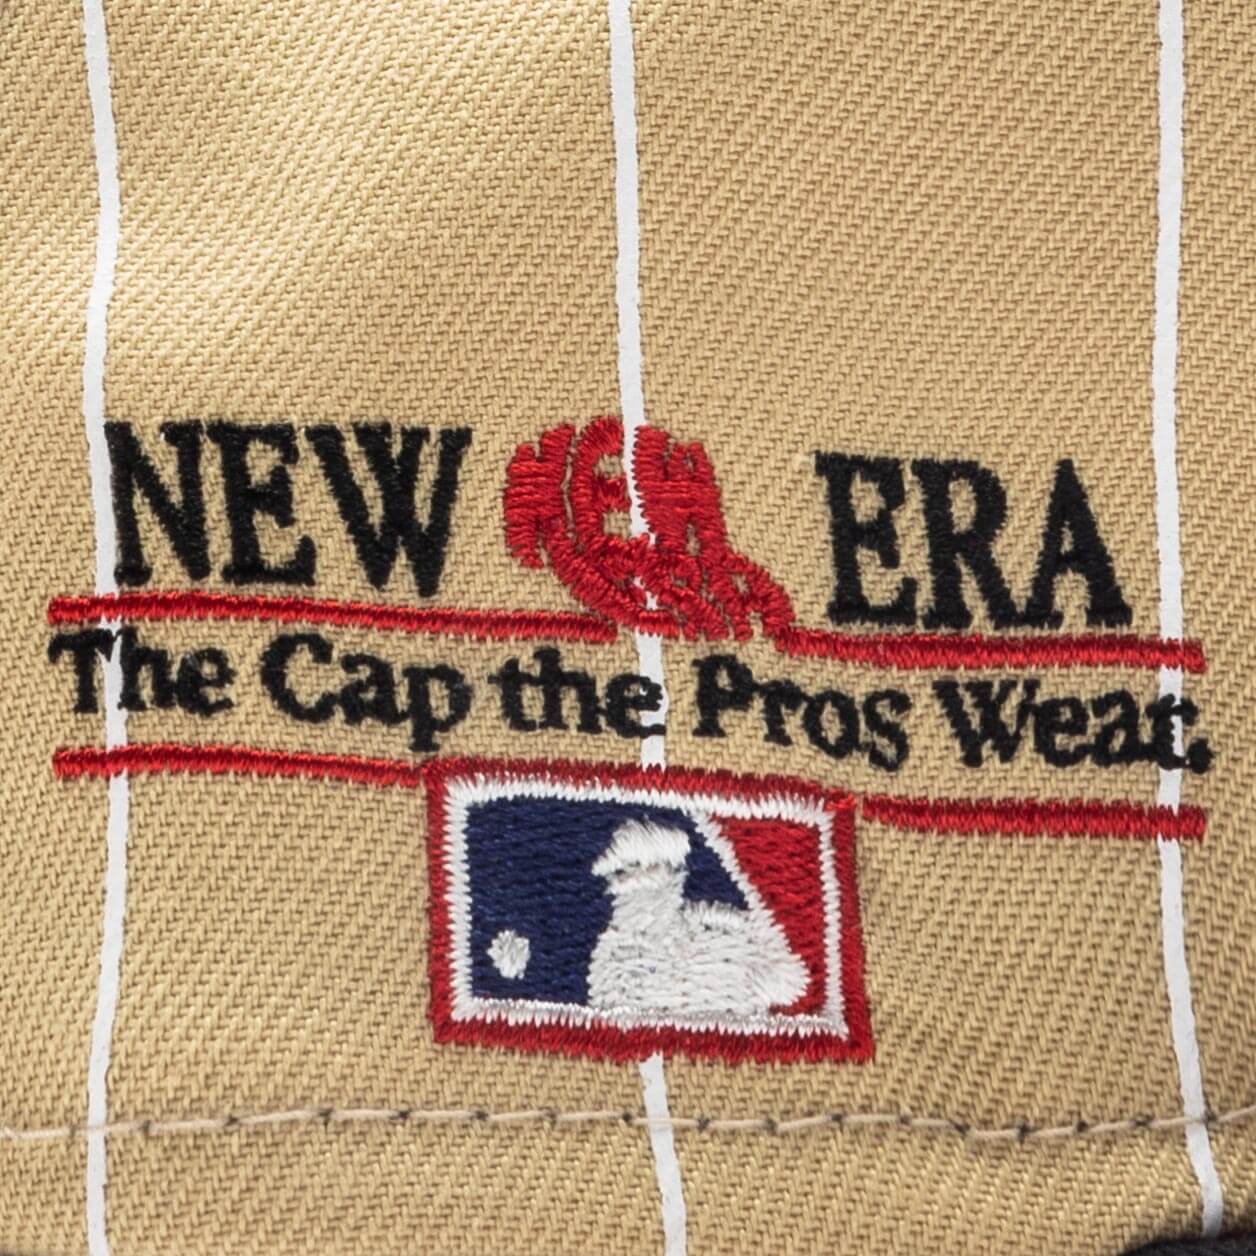 NEW ERA
The Cap the Pros Wear.